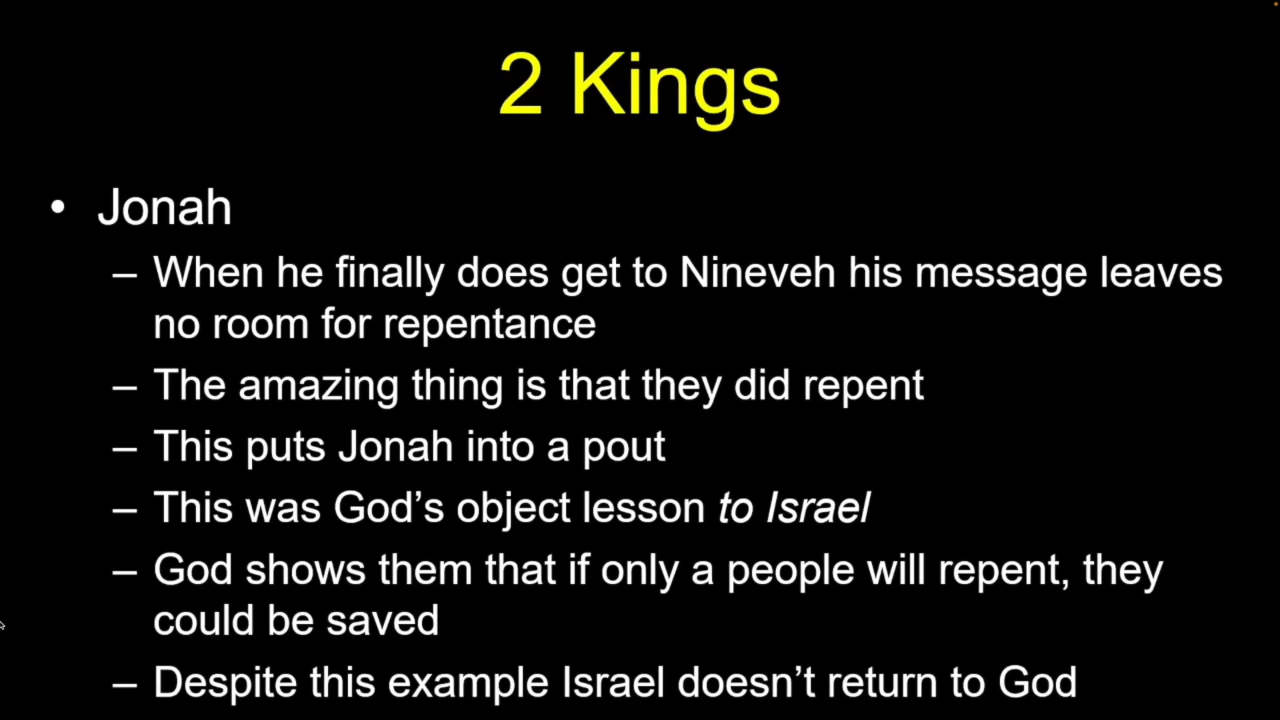 2 Kings
• Jonah
– When he finally does get to Nineveh his message leaves
no room for repentance
– The amazing thing is that they did repent
– This puts Jonah into a pout
– This was God’s object lesson to Israel
– God shows them that if only a people will repent, they
could be saved
– Despite this example Israel doesn’t return to God